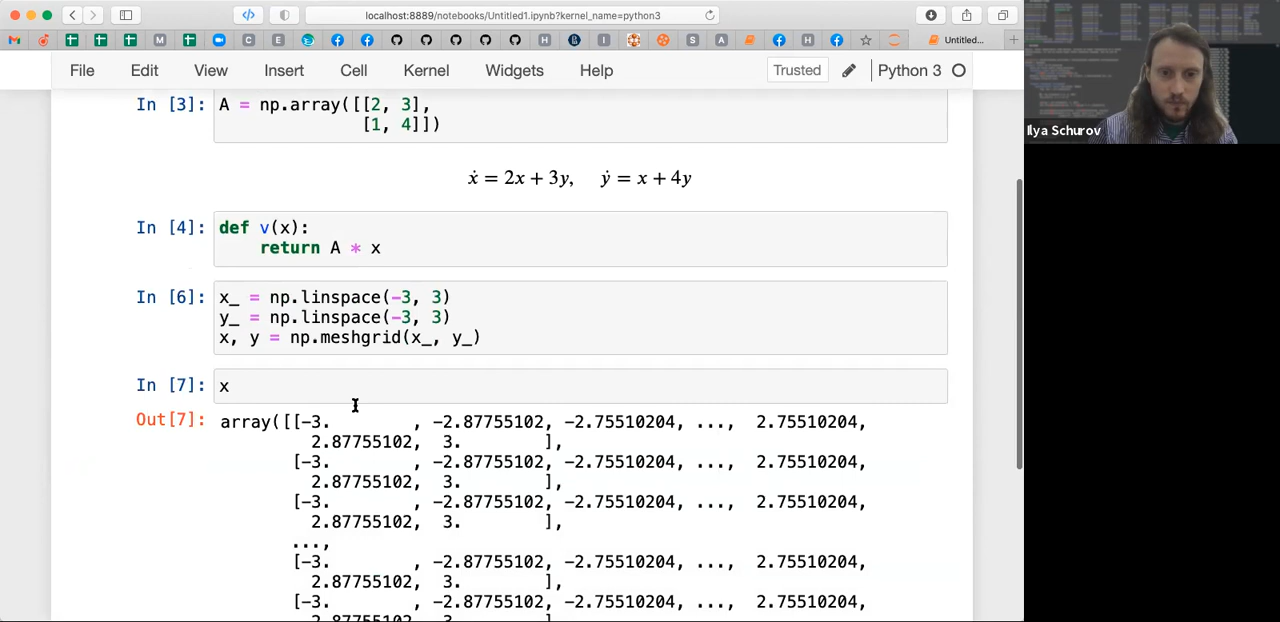 localhost:8889/notebooks/Untitled1.ipynb?kernel_name=python3
M M C E H I S A H Untitled...
File Edit View Insert Cell Kernel Widgets Help Trusted Python 3
Ilya Schurov
In [3]: A = np.array([[2, 3],
[1, 4]])
ẋ = 2x + 3y, ẏ = x + 4y
In [4]: def v(x):
return A * x
In [6]: x_ = np.linspace(-3, 3)
y_ = np.linspace(-3, 3)
x, y = np.meshgrid(x_, y_)
In [7]: x
Out[7]: array([[-3. , -2.87755102, -2.75510204, ..., 2.75510204,
2.87755102, 3. ],
[-3. , -2.87755102, -2.75510204, ..., 2.75510204,
2.87755102, 3. ],
[-3. , -2.87755102, -2.75510204, ..., 2.75510204,
2.87755102, 3. ],
...,
[-3. , -2.87755102, -2.75510204, ..., 2.75510204,
2.87755102, 3. ],
[-3. , -2.87755102, -2.75510204, ..., 2.75510204,
2.87755102, 3. ]